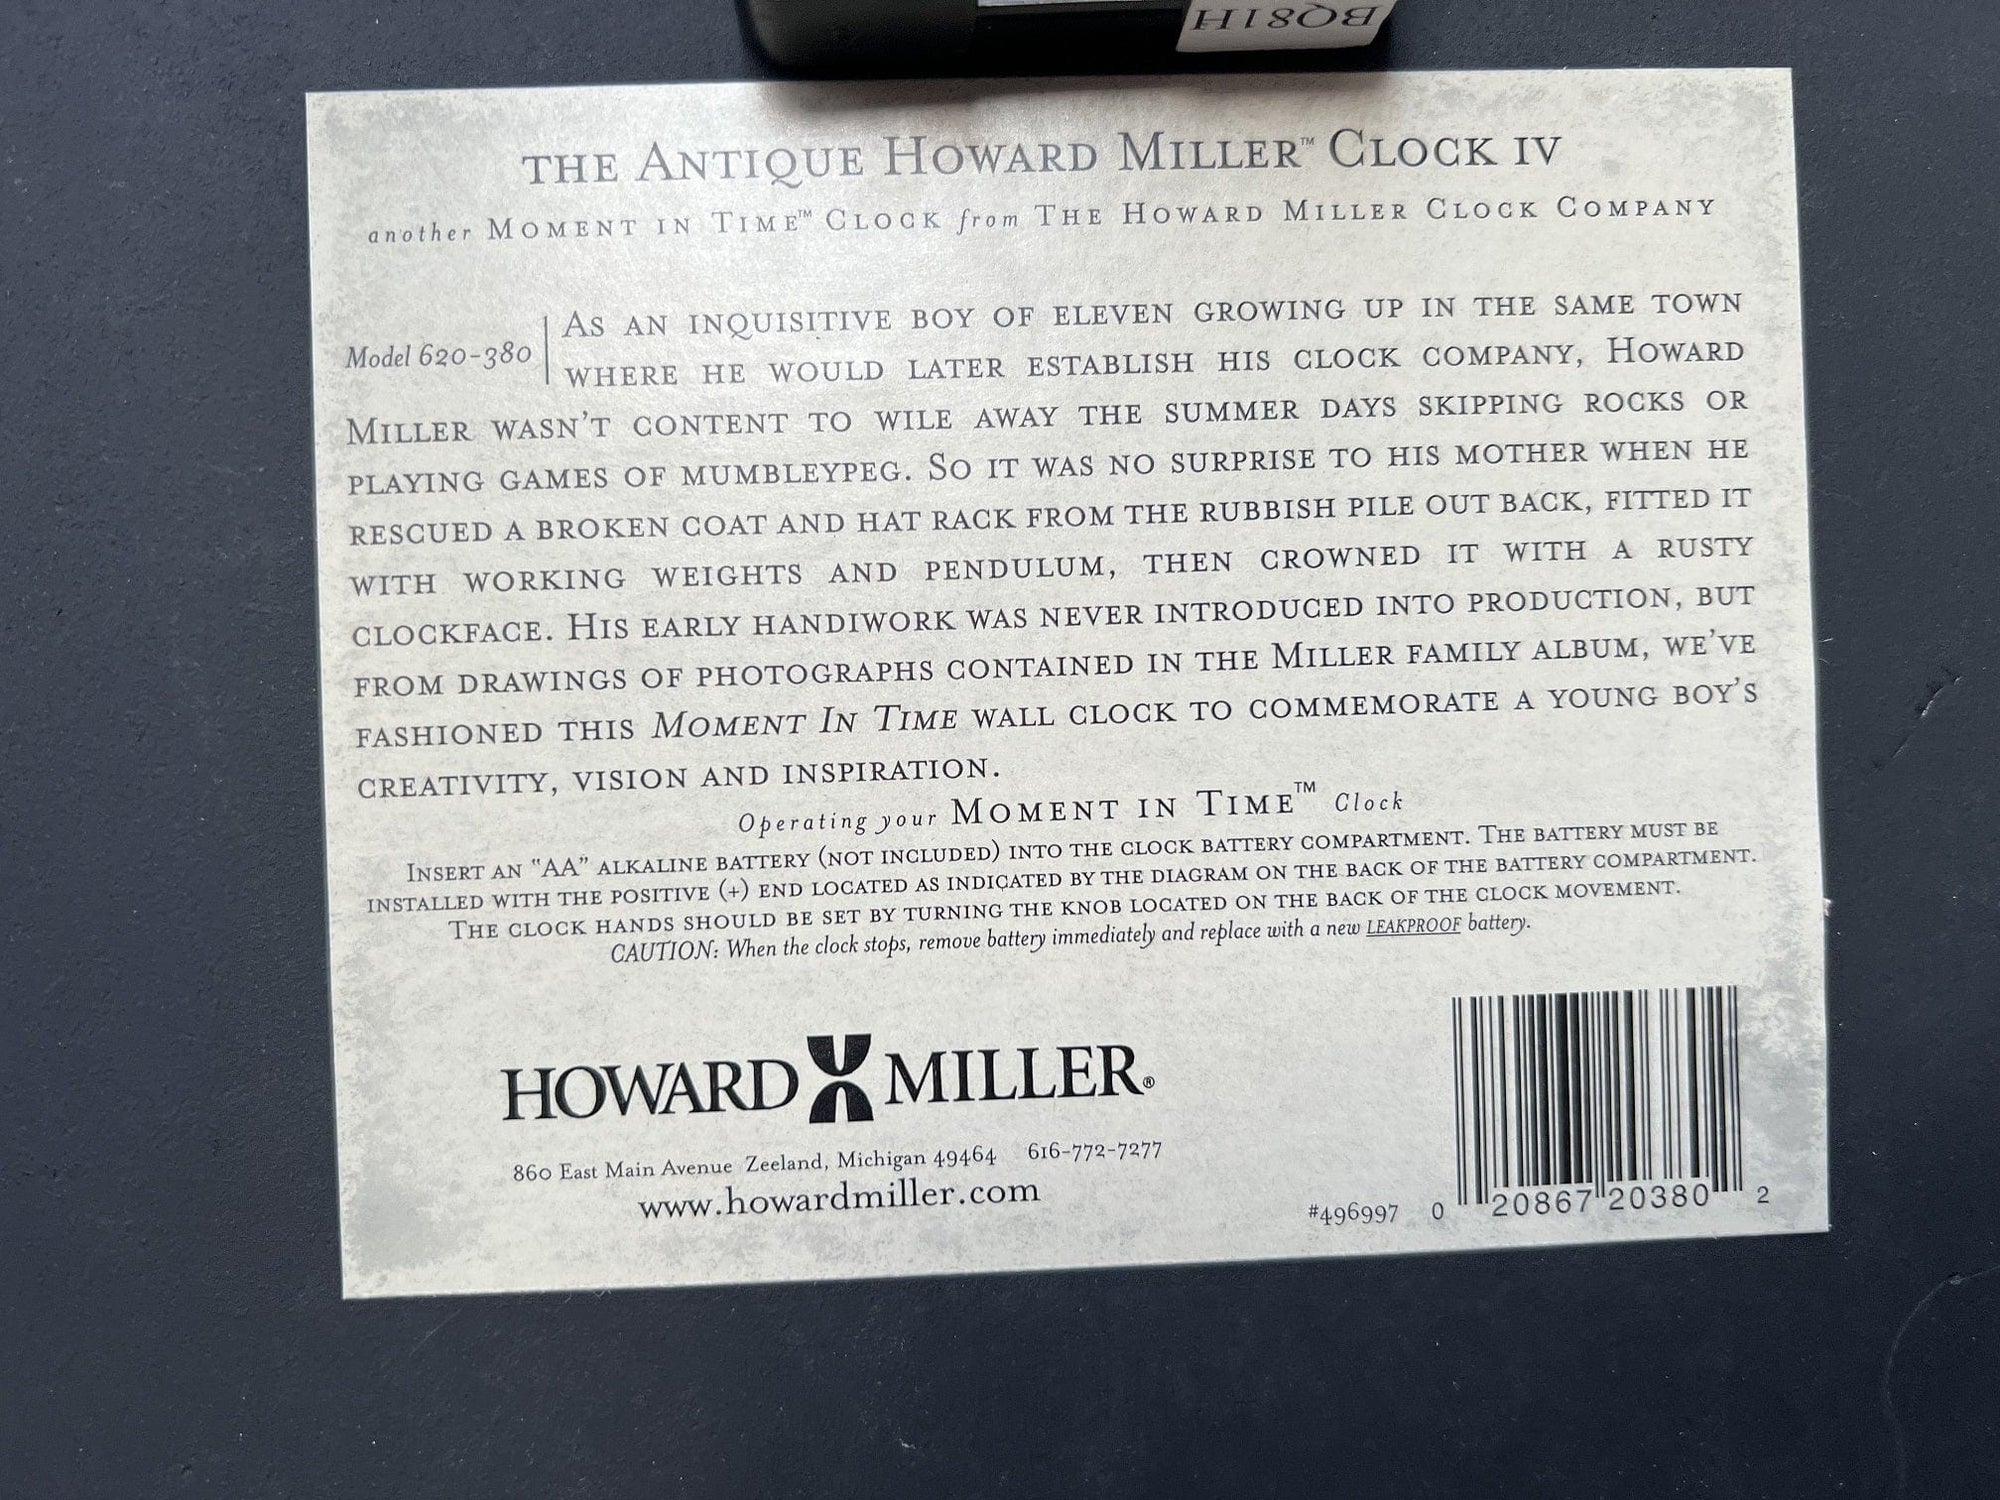 BQ81H
THE ANTIQUE HOWARD MILLER™ CLOCK IV
another MOMENT IN TIME™ CLOCK from THE HOWARD MILLER CLOCK COMPANY
Model 620-380
AS AN INQUISITIVE BOY OF ELEVEN GROWING UP IN THE SAME TOWN
WHERE HE WOULD LATER ESTABLISH HIS CLOCK COMPANY, HOWARD
MILLER WASN'T CONTENT TO WILE AWAY THE SUMMER DAYS SKIPPING ROCKS OR
PLAYING GAMES OF MUMBLEYPEG. SO IT WAS NO SURPRISE TO HIS MOTHER WHEN HE
RESCUED A BROKEN COAT AND HAT RACK FROM THE RUBBISH PILE OUT BACK, FITTED IT
WITH WORKING WEIGHTS AND PENDULUM, THEN CROWNED IT WITH A RUSTY
CLOCKFACE. HIS EARLY HANDIWORK WAS NEVER INTRODUCED INTO PRODUCTION, BUT
FROM DRAWINGS OF PHOTOGRAPHS CONTAINED IN THE MILLER FAMILY ALBUM, WE'VE
FASHIONED THIS MOMENT IN TIME WALL CLOCK TO COMMEMORATE A YOUNG BOY'S
CREATIVITY, VISION AND INSPIRATION.
Operating your MOMENT IN TIME™ Clock
INSERT AN "AA" ALKALINE BATTERY (NOT INCLUDED) INTO THE CLOCK BATTERY COMPARTMENT. THE BATTERY MUST BE
INSTALLED WITH THE POSITIVE (+) END LOCATED AS INDICATED BY THE DIAGRAM ON THE BACK OF THE BATTERY COMPARTMENT.
THE CLOCK HANDS SHOULD BE SET BY TURNING THE KNOB LOCATED ON THE BACK OF THE CLOCK MOVEMENT.
CAUTION: When the clock stops, remove battery immediately and replace with a new LEAKPROOF battery.
HOWARD MILLER®
860 East Main Avenue Zeeland, Michigan 49464 616-772-7277
www.howardmiller.com
#496997 0 20867 20380 2